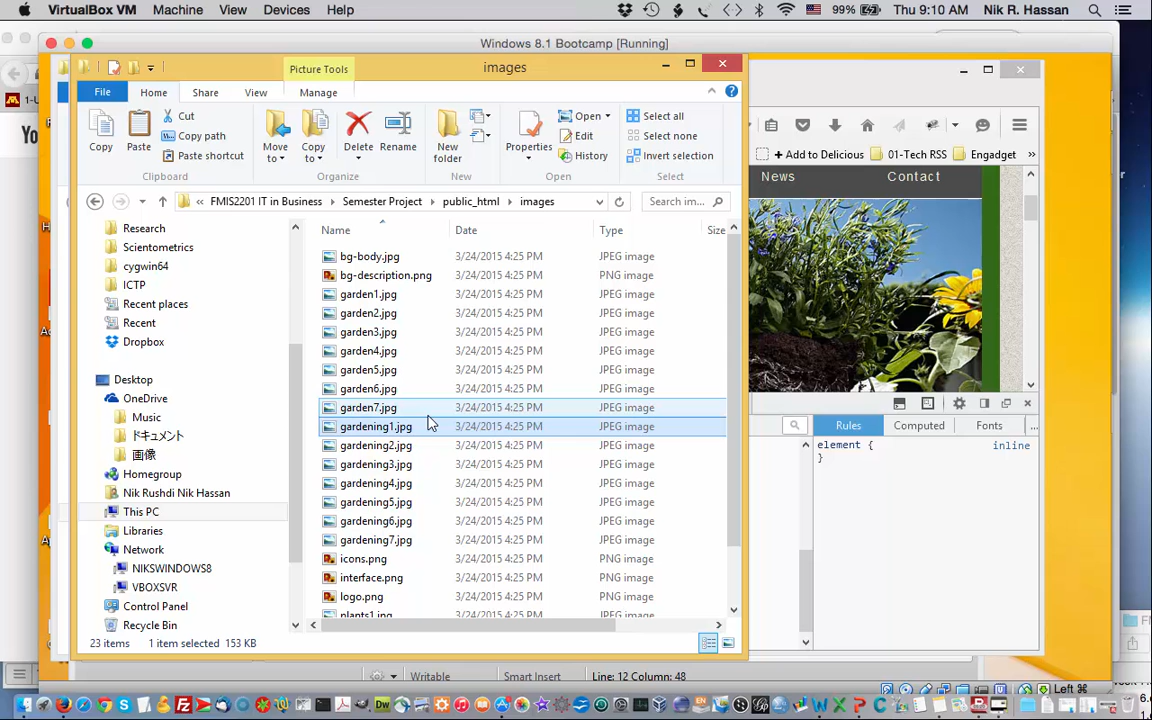 VirtualBox VM Machine View Devices Help 99% Thu 9:10 AM Nik R. Hassan
Windows 8.1 Bootcamp [Running]
Picture Tools images
File Home Share View Manage
Copy Paste Cut Copy path Paste shortcut
Move to Copy to Delete Rename New folder
Properties Open Edit History
Select all Select none Invert selection
Clipboard Organize New Open Select
+ Add to Delicious 01-Tech RSS Engadget »
« FMIS2201 IT in Business Semester Project public_html images Search im...
News Contact
Name Date Type Size
Research
Scientometrics
cygwin64
ICTP
Recent places
Recent
Dropbox
Desktop
OneDrive
Music
ドキュメント
画像
Homegroup
Nik Rushdi Nik Hassan
This PC
Libraries
Network
NIKSWINDOWS8
VBOXSVR
Control Panel
Recycle Bin
bg-body.jpg 3/24/2015 4:25 PM JPEG image
bg-description.png 3/24/2015 4:25 PM PNG image
garden1.jpg 3/24/2015 4:25 PM JPEG image
garden2.jpg 3/24/2015 4:25 PM JPEG image
garden3.jpg 3/24/2015 4:25 PM JPEG image
garden4.jpg 3/24/2015 4:25 PM JPEG image
garden5.jpg 3/24/2015 4:25 PM JPEG image
garden6.jpg 3/24/2015 4:25 PM JPEG image
garden7.jpg 3/24/2015 4:25 PM JPEG image
gardening1.jpg 3/24/2015 4:25 PM JPEG image
gardening2.jpg 3/24/2015 4:25 PM JPEG image
gardening3.jpg 3/24/2015 4:25 PM JPEG image
gardening4.jpg 3/24/2015 4:25 PM JPEG image
gardening5.jpg 3/24/2015 4:25 PM JPEG image
gardening6.jpg 3/24/2015 4:25 PM JPEG image
gardening7.jpg 3/24/2015 4:25 PM JPEG image
icons.png 3/24/2015 4:25 PM PNG image
interface.png 3/24/2015 4:25 PM PNG image
logo.png 3/24/2015 4:25 PM PNG image
plants1.jpg 3/24/2015 4:25 PM JPEG image
Rules Computed Fonts ...
element { inline
}
23 items 1 item selected 153 KB
Writable Smart Insert Line: 12 Column: 48
Left ⌘